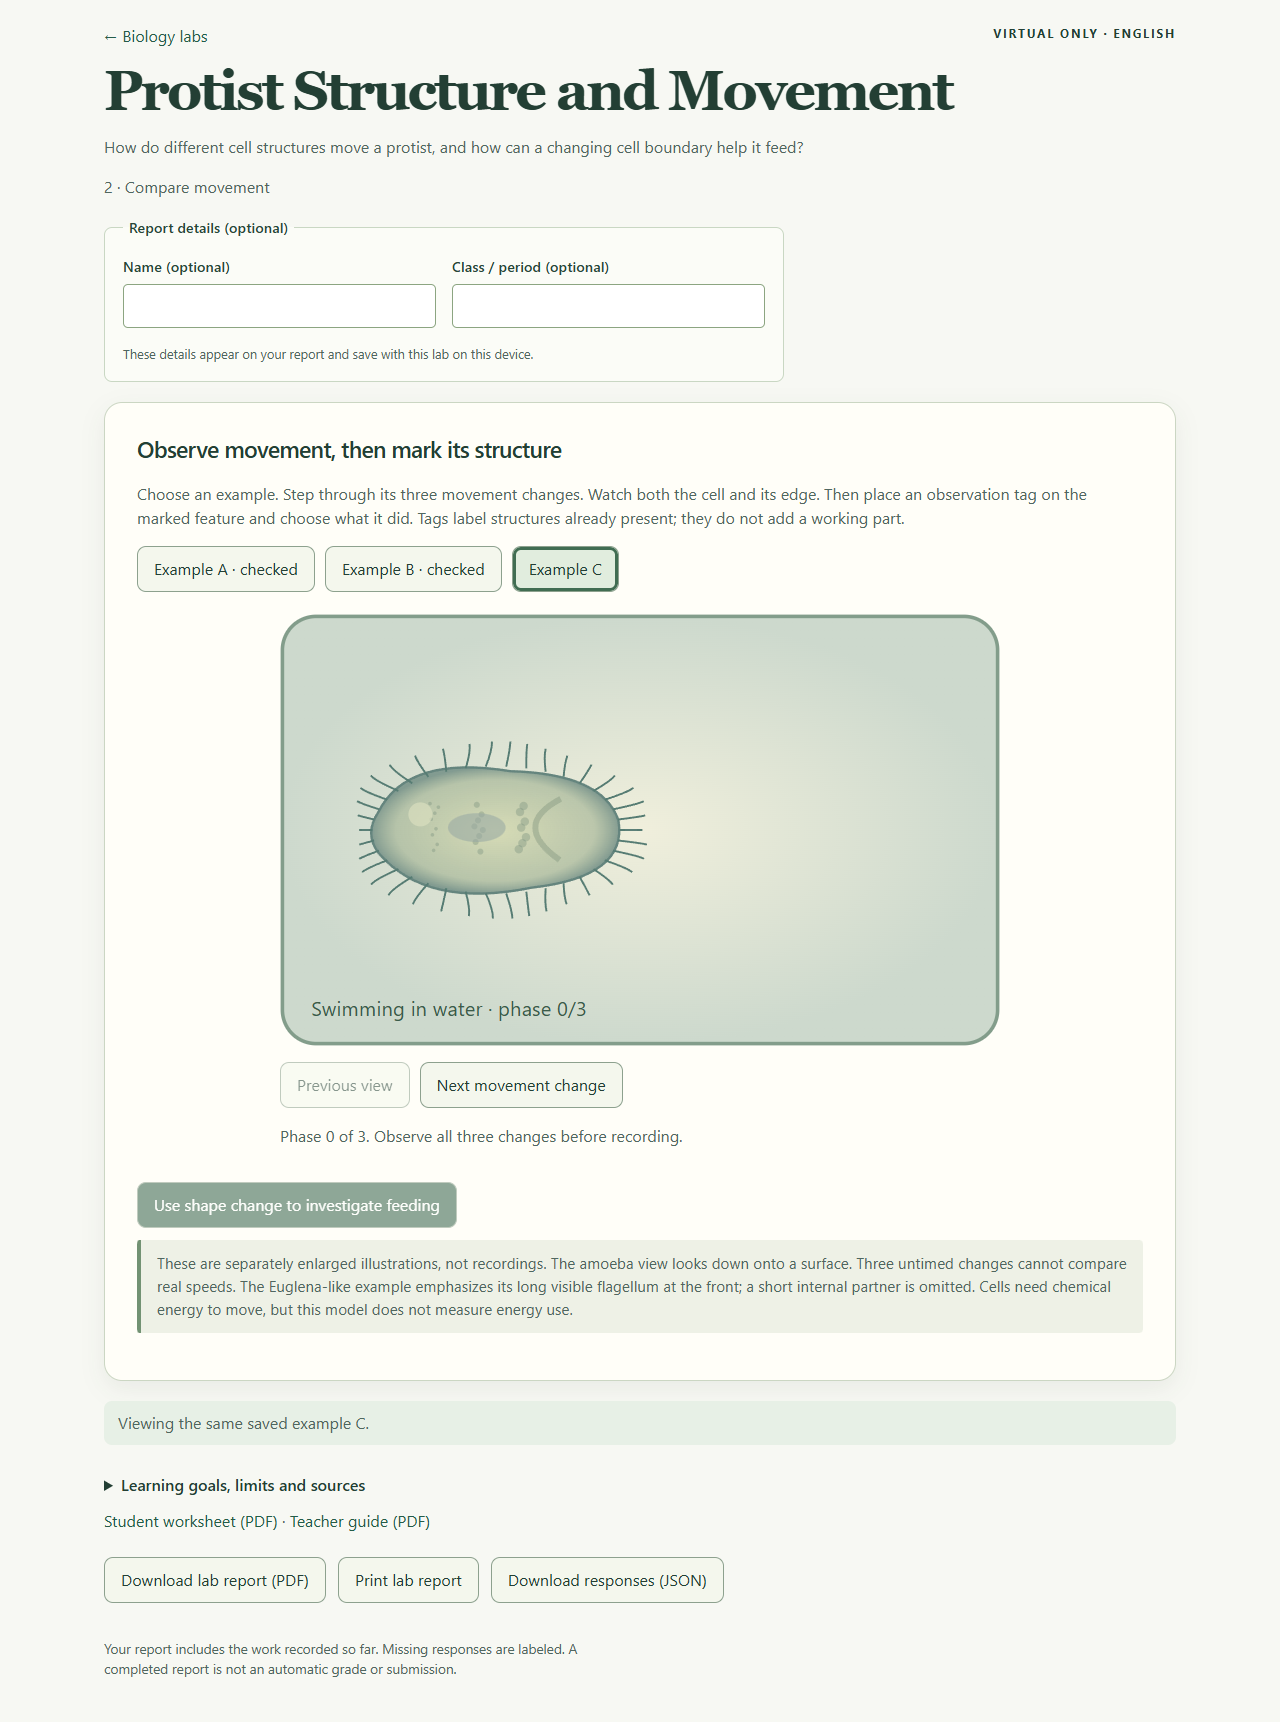 ← Biology labs
VIRTUAL ONLY · ENGLISH
Protist Structure and Movement
How do different cell structures move a protist, and how can a changing cell boundary help it feed?
2 · Compare movement
Report details (optional)
Name (optional)
Class / period (optional)
These details appear on your report and save with this lab on this device.
Observe movement, then mark its structure
Choose an example. Step through its three movement changes. Watch both the cell and its edge. Then place an observation tag on the
marked feature and choose what it did. Tags label structures already present; they do not add a working part.
Example A · checked
Example B · checked
Example C
Swimming in water · phase 0/3
Previous view
Next movement change
Phase 0 of 3. Observe all three changes before recording.
Use shape change to investigate feeding
These are separately enlarged illustrations, not recordings. The amoeba view looks down onto a surface. Three untimed changes cannot compare
real speeds. The Euglena-like example emphasizes its long visible flagellum at the front; a short internal partner is omitted. Cells need chemical
energy to move, but this model does not measure energy use.
Viewing the same saved example C.
▶ Learning goals, limits and sources
Student worksheet (PDF) · Teacher guide (PDF)
Download lab report (PDF)
Print lab report
Download responses (JSON)
Your report includes the work recorded so far. Missing responses are labeled. A
completed report is not an automatic grade or submission.